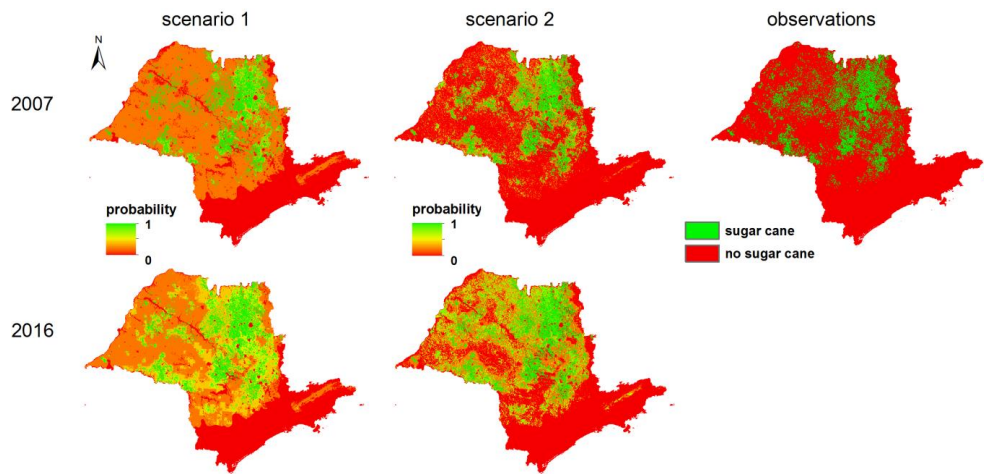 scenario 1
scenario 2
observations
N
2007
probability
1
0
probability
1
0
sugar cane
no sugar cane
2016